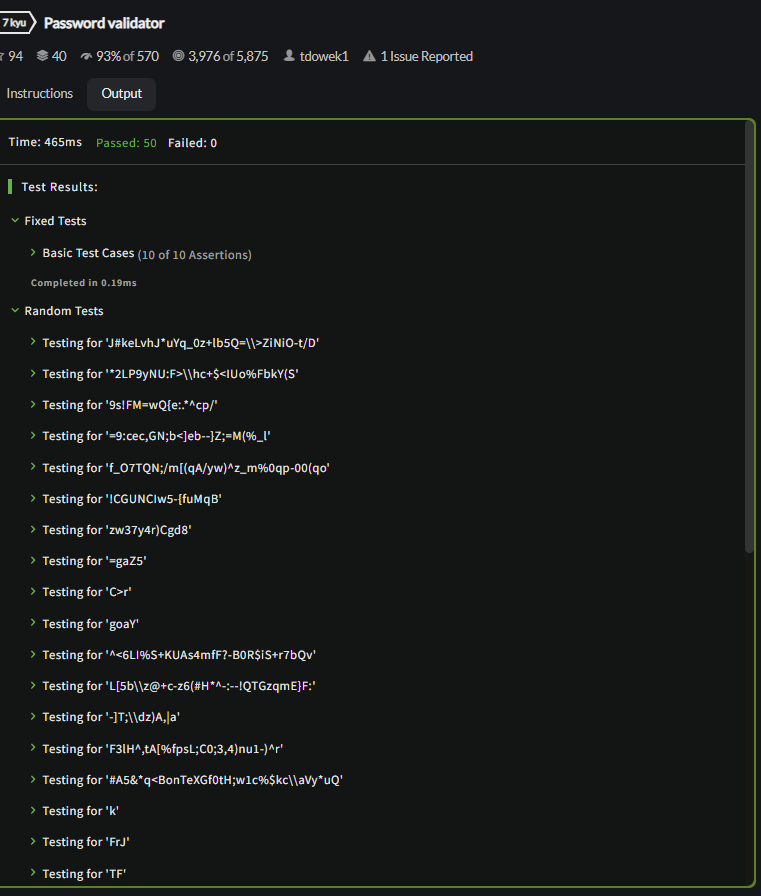 7 kyu Password validator
94 40 93% of 570 3,976 of 5,875 tdowek1 1 Issue Reported
Instructions Output
Time: 465ms Passed: 50 Failed: 0
Test Results:
Fixed Tests
Basic Test Cases (10 of 10 Assertions)
Completed in 0.19ms
Random Tests
Testing for 'J#keLvhJ*uYq_0z+lb5Q=\\>ZiNiO-t/D'
Testing for '*2LP9yNU:F>\\hc+$<IUo%FbkY(S'
Testing for '9s!FM=wQ{e:.*^cp/'
Testing for '=9:cec,GN;b<]eb--}Z;=M(%_l'
Testing for 'f_O7TQN;/m[(qA/yw)^z_m%0qp-00(qo'
Testing for '!CGUNCIw5-{fuMqB'
Testing for 'zw37y4r)Cgd8'
Testing for '=gaZ5'
Testing for 'C>r'
Testing for 'goaY'
Testing for '^<6LI%S+KUAs4mfF?-B0R$iS+r7bQv'
Testing for 'L[5b\\z@+c-z6(#H*^-:--!QTGzqmE}F:'
Testing for '-]T;\\dz)A,|a'
Testing for 'F3lH^,tA[%fpsL;C0;3,4)nu1-)^r'
Testing for '#A5&*q<BonTeXGf0tH;w1c%$kc\\aVy*uQ'
Testing for 'k'
Testing for 'FrJ'
Testing for 'TF'